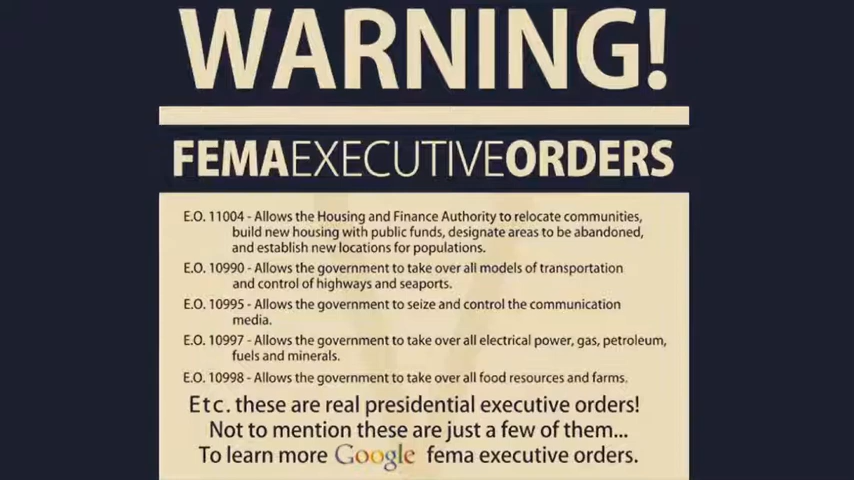 WARNING!
FEMAEXECUTIVEORDERS
E.O. 11004 - Allows the Housing and Finance Authority to relocate communities,
build new housing with public funds, designate areas to be abandoned,
and establish new locations for populations.
E.O. 10990 - Allows the government to take over all models of transportation
and control of highways and seaports.
E.O. 10995 - Allows the government to seize and control the communication
media.
E.O. 10997 - Allows the government to take over all electrical power, gas, petroleum,
fuels and minerals.
E.O. 10998 - Allows the government to take over all food resources and farms.
Etc. these are real presidential executive orders!
Not to mention these are just a few of them...
To learn more Google fema executive orders.